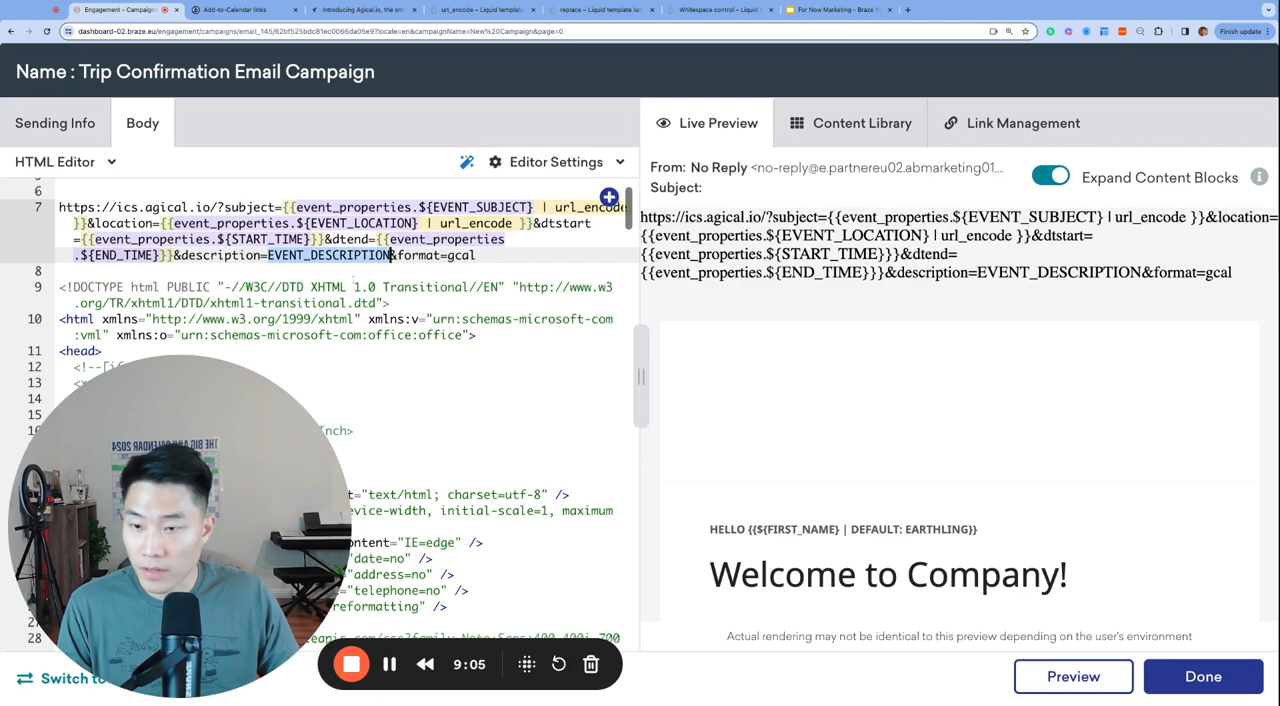 Engagement - Campaigns
Add-to-Calendar links
Introducing Agical.io, the sm
url_encode – Liquid template
replace – Liquid template lan
Whitespace control – Liquid t
For Now Marketing - Braze th
dashboard-02.braze.eu/engagement/campaigns/email_145/62bf525bdc81ec0066da05e9?locale=en&campaignName=New%20Campaign&page=0
Finish update
Name : Trip Confirmation Email Campaign
Sending Info
Body
Live Preview
Content Library
Link Management
HTML Editor
Editor Settings
From: No Reply <no-reply@e.partnereu02.abmarketing01....
Subject:
Expand Content Blocks
6
7 https://ics.agical.io/?subject={{event_properties.${EVENT_SUBJECT} | url_encode
}}&location={{event_properties.${EVENT_LOCATION} | url_encode }}&dtstart
={{event_properties.${START_TIME}}}&dtend={{event_properties
.${END_TIME}}}&description=EVENT_DESCRIPTION&format=gcal
8
9 <!DOCTYPE html PUBLIC "-//W3C//DTD XHTML 1.0 Transitional//EN" "http://www.w3
.org/TR/xhtml1/DTD/xhtml1-transitional.dtd">
10 <html xmlns="http://www.w3.org/1999/xhtml" xmlns:v="urn:schemas-microsoft-com
:vml" xmlns:o="urn:schemas-microsoft-com:office:office">
11 <head>
12
13
14
15
Inch>
t="text/html; charset=utf-8" />
evice-width, initial-scale=1, maximum
ontent="IE=edge" />
"date=no" />
"address=no" />
"telephone=no" />
reformatting" />
28
https://ics.agical.io/?subject={{event_properties.${EVENT_SUBJECT} | url_encode }}&location=
{{event_properties.${EVENT_LOCATION} | url_encode }}&dtstart=
{{event_properties.${START_TIME}}}&dtend=
{{event_properties.${END_TIME}}}&description=EVENT_DESCRIPTION&format=gcal
HELLO {{${FIRST_NAME} | DEFAULT: EARTHLING}}
Welcome to Company!
Actual rendering may not be identical to this preview depending on the user's environment
THE BIG A## CALENDAR 2024
9:05
Switch to
Preview
Done